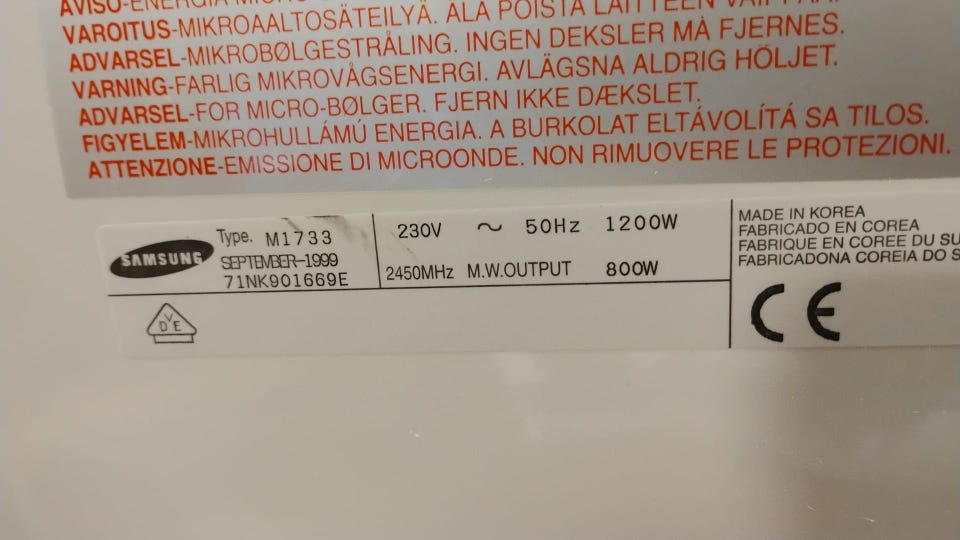 AVISO-ENERGIA
VAROITUS-MIKROAALTOSÄTEILYÄ. ÄLÄ POISTA LAITTEEN
ADVARSEL-MIKROBØLGESTRÅLING. INGEN DEKSLER MÅ FJERNES.
VARNING-FARLIG MIKROVÅGSENERGI. AVLÄGSNA ALDRIG HÖLJET.
ADVARSEL-FOR MICRO-BØLGER. FJERN IKKE DÆKSLET.
FIGYELEM-MIKROHULLÁMÚ ENERGIA. A BURKOLAT ELTÁVOLÍTÁ SA TILOS.
ATTENZIONE-EMISSIONE DI MICROONDE. NON RIMUOVERE LE PROTEZIONI.
SAMSUNG
Type. M1733
SEPTEMBER-1999
71NK901669E
230V ~ 50Hz 1200W
2450MHz M.W.OUTPUT 800W
MADE IN KOREA
FABRICADO EN COREA
FABRIQUE EN COREE DU SU
FABRICADONA COREIA DO S
VDE
CE